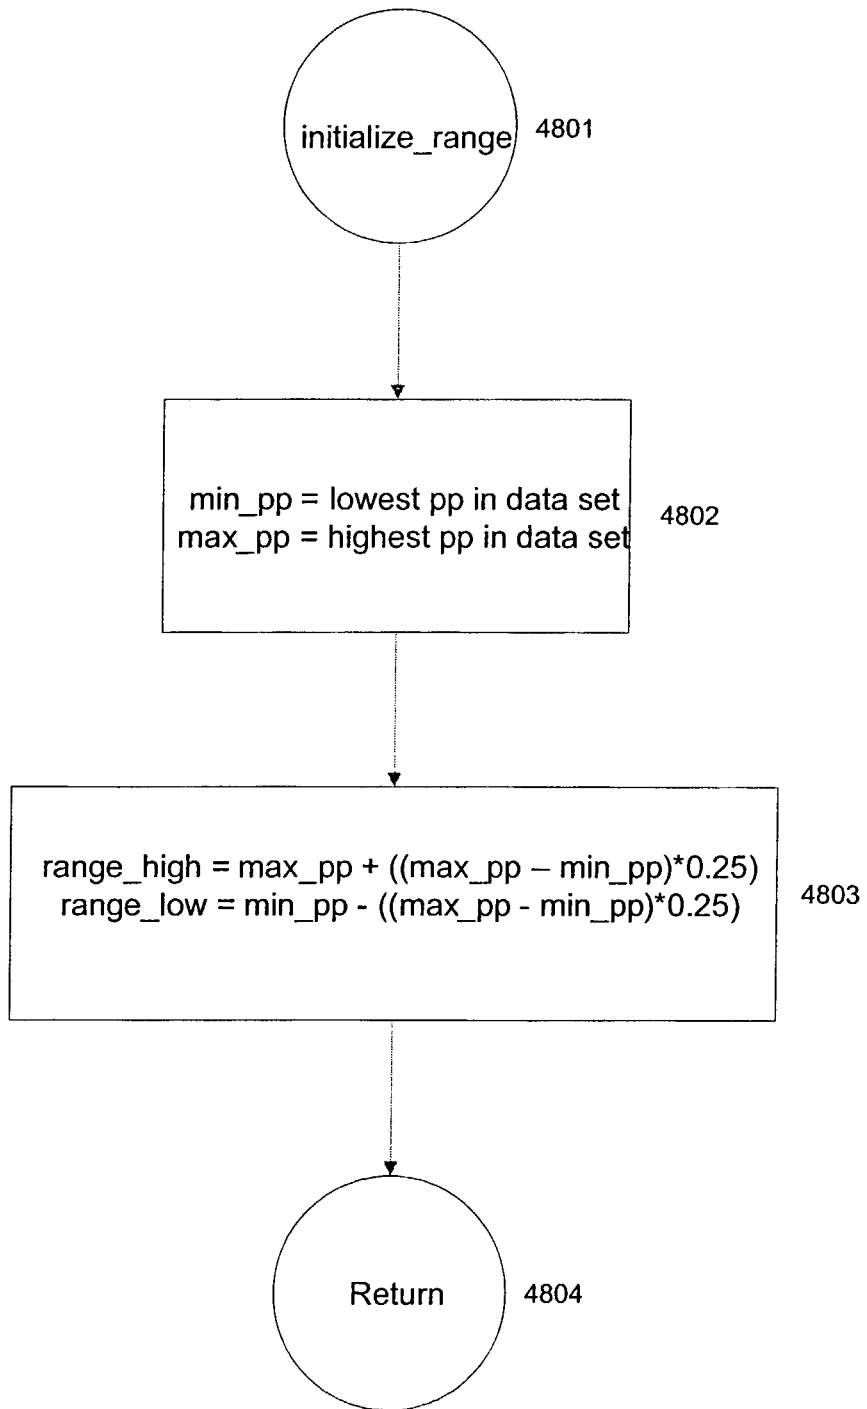 initialize_range
4801
min_pp = lowest pp in data set
max_pp = highest pp in data set
4802
range_high = max_pp + ((max_pp – min_pp)*0.25)
range_low = min_pp - ((max_pp - min_pp)*0.25)
4803
Return
4804